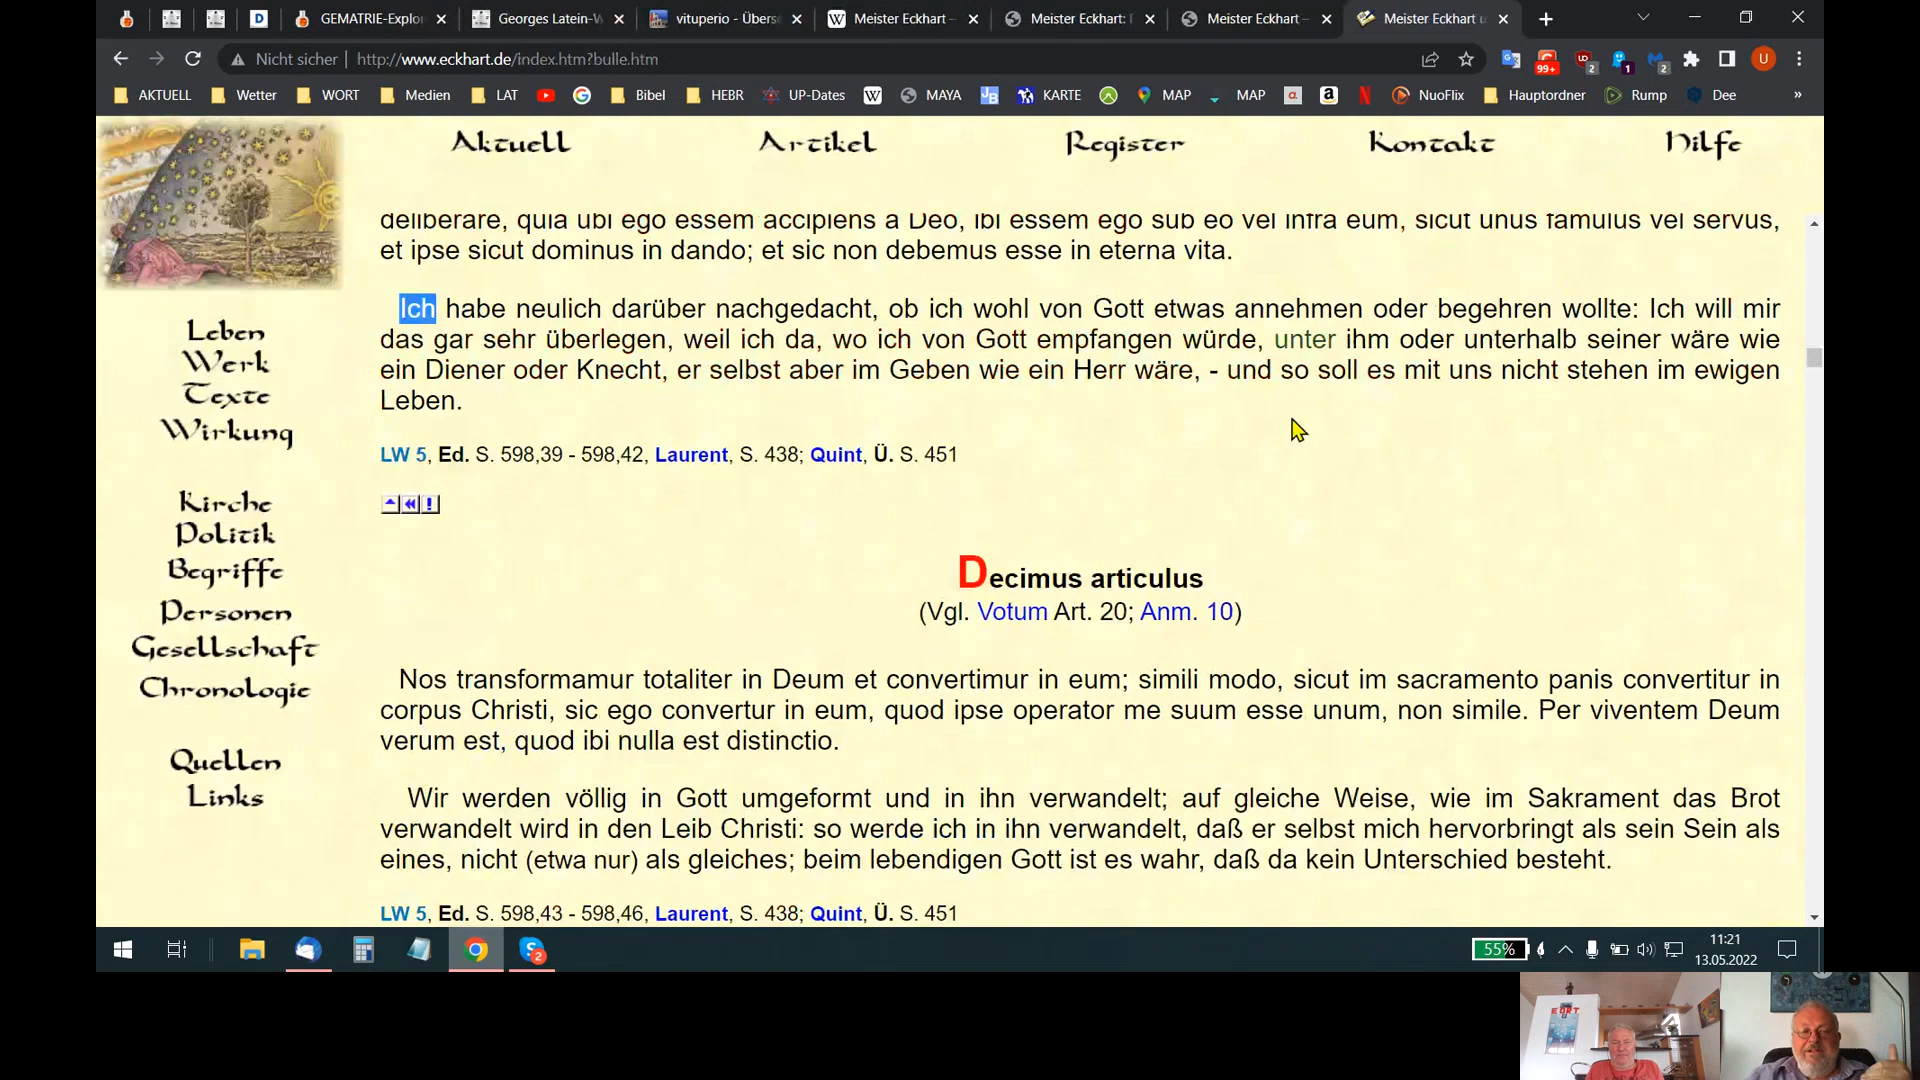 GEMATRIE-Explo
Georges Latein-W
vituperio - Übers
Meister Eckhart –
Meister Eckhart:
Meister Eckhart –
Meister Eckhart u
Nicht sicher | http://www.eckhart.de/index.htm?bulle.htm
99+ 2 1 2 U
AKTUELL Wetter WORT Medien LAT Bibel HEBR UP-Dates MAYA KARTE MAP MAP NuoFlix Hauptordner Rump Dee »
Aktuell Artikel Register Kontakt Hilfe
deliberare, quia ubi ego essem accipiens a Deo, ibi essem ego sub eo vel infra eum, sicut unus famulus vel servus,
et ipse sicut dominus in dando; et sic non debemus esse in eterna vita.
Ich habe neulich darüber nachgedacht, ob ich wohl von Gott etwas annehmen oder begehren wollte: Ich will mir
das gar sehr überlegen, weil ich da, wo ich von Gott empfangen würde, unter ihm oder unterhalb seiner wäre wie
ein Diener oder Knecht, er selbst aber im Geben wie ein Herr wäre, - und so soll es mit uns nicht stehen im ewigen
Leben.
LW 5, Ed. S. 598,39 - 598,42, Laurent, S. 438; Quint, Ü. S. 451
Decimus articulus
(Vgl. Votum Art. 20; Anm. 10)
Nos transformamur totaliter in Deum et convertimur in eum; simili modo, sicut im sacramento panis convertitur in
corpus Christi, sic ego convertur in eum, quod ipse operator me suum esse unum, non simile. Per viventem Deum
verum est, quod ibi nulla est distinctio.
Wir werden völlig in Gott umgeformt und in ihn verwandelt; auf gleiche Weise, wie im Sakrament das Brot
verwandelt wird in den Leib Christi: so werde ich in ihn verwandelt, daß er selbst mich hervorbringt als sein Sein als
eines, nicht (etwa nur) als gleiches; beim lebendigen Gott ist es wahr, daß da kein Unterschied besteht.
LW 5, Ed. S. 598,43 - 598,46, Laurent, S. 438; Quint, Ü. S. 451
Leben
Werk
Texte
Wirkung
Kirche
Politik
Begriffe
Personen
Gesellschaft
Chronologie
Quellen
Links
2
55%
11:21
13.05.2022